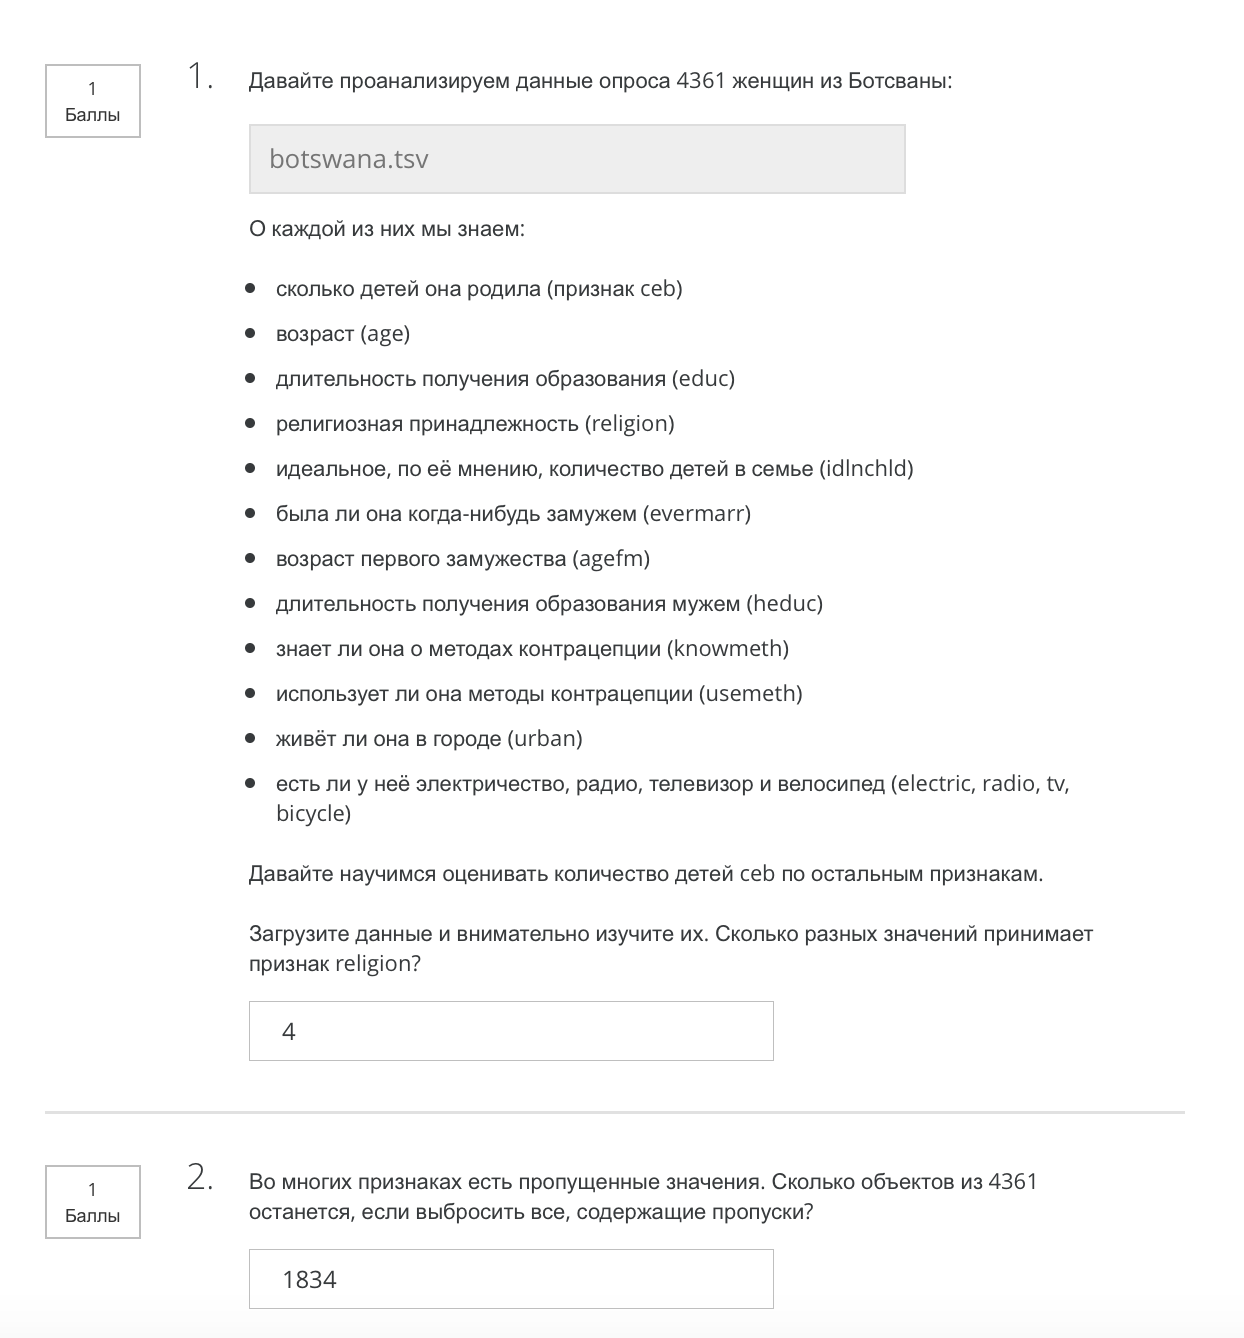 1
Баллы
1. Давайте проанализируем данные опроса 4361 женщин из Ботсваны:
botswana.tsv
О каждой из них мы знаем:
• сколько детей она родила (признак ceb)
• возраст (age)
• длительность получения образования (educ)
• религиозная принадлежность (religion)
• идеальное, по её мнению, количество детей в семье (idlnchld)
• была ли она когда-нибудь замужем (evermarr)
• возраст первого замужества (agefm)
• длительность получения образования мужем (heduc)
• знает ли она о методах контрацепции (knowmeth)
• использует ли она методы контрацепции (usemeth)
• живёт ли она в городе (urban)
• есть ли у неё электричество, радио, телевизор и велосипед (electric, radio, tv,
bicycle)
Давайте научимся оценивать количество детей ceb по остальным признакам.
Загрузите данные и внимательно изучите их. Сколько разных значений принимает
признак religion?
4
1
Баллы
2. Во многих признаках есть пропущенные значения. Сколько объектов из 4361
останется, если выбросить все, содержащие пропуски?
1834